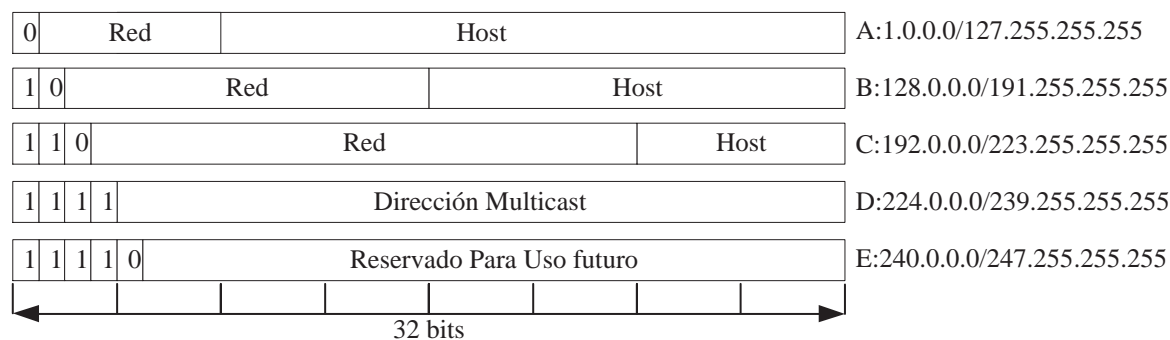 0 Red Host A:1.0.0.0/127.255.255.255
1 0 Red Host B:128.0.0.0/191.255.255.255
1 1 0 Red Host C:192.0.0.0/223.255.255.255
1 1 1 1 Dirección Multicast D:224.0.0.0/239.255.255.255
1 1 1 1 0 Reservado Para Uso futuro E:240.0.0.0/247.255.255.255
32 bits